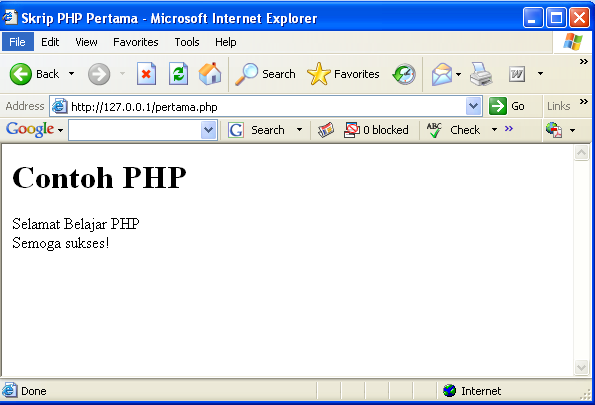 Skrip PHP Pertama - Microsoft Internet Explorer
File Edit View Favorites Tools Help
Back Search Favorites W
Address http://127.0.0.1/pertama.php Go Links
Google G Search 0 blocked ABC Check
Contoh PHP
Selamat Belajar PHP
Semoga sukses!
Done Internet